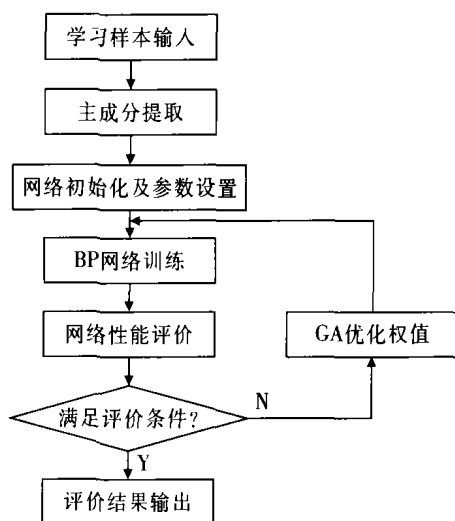 学习样本输入
主成分提取
网络初始化及参数设置
BP网络训练
网络性能评价
GA优化权值
满足评价条件?
N
Y
评价结果输出